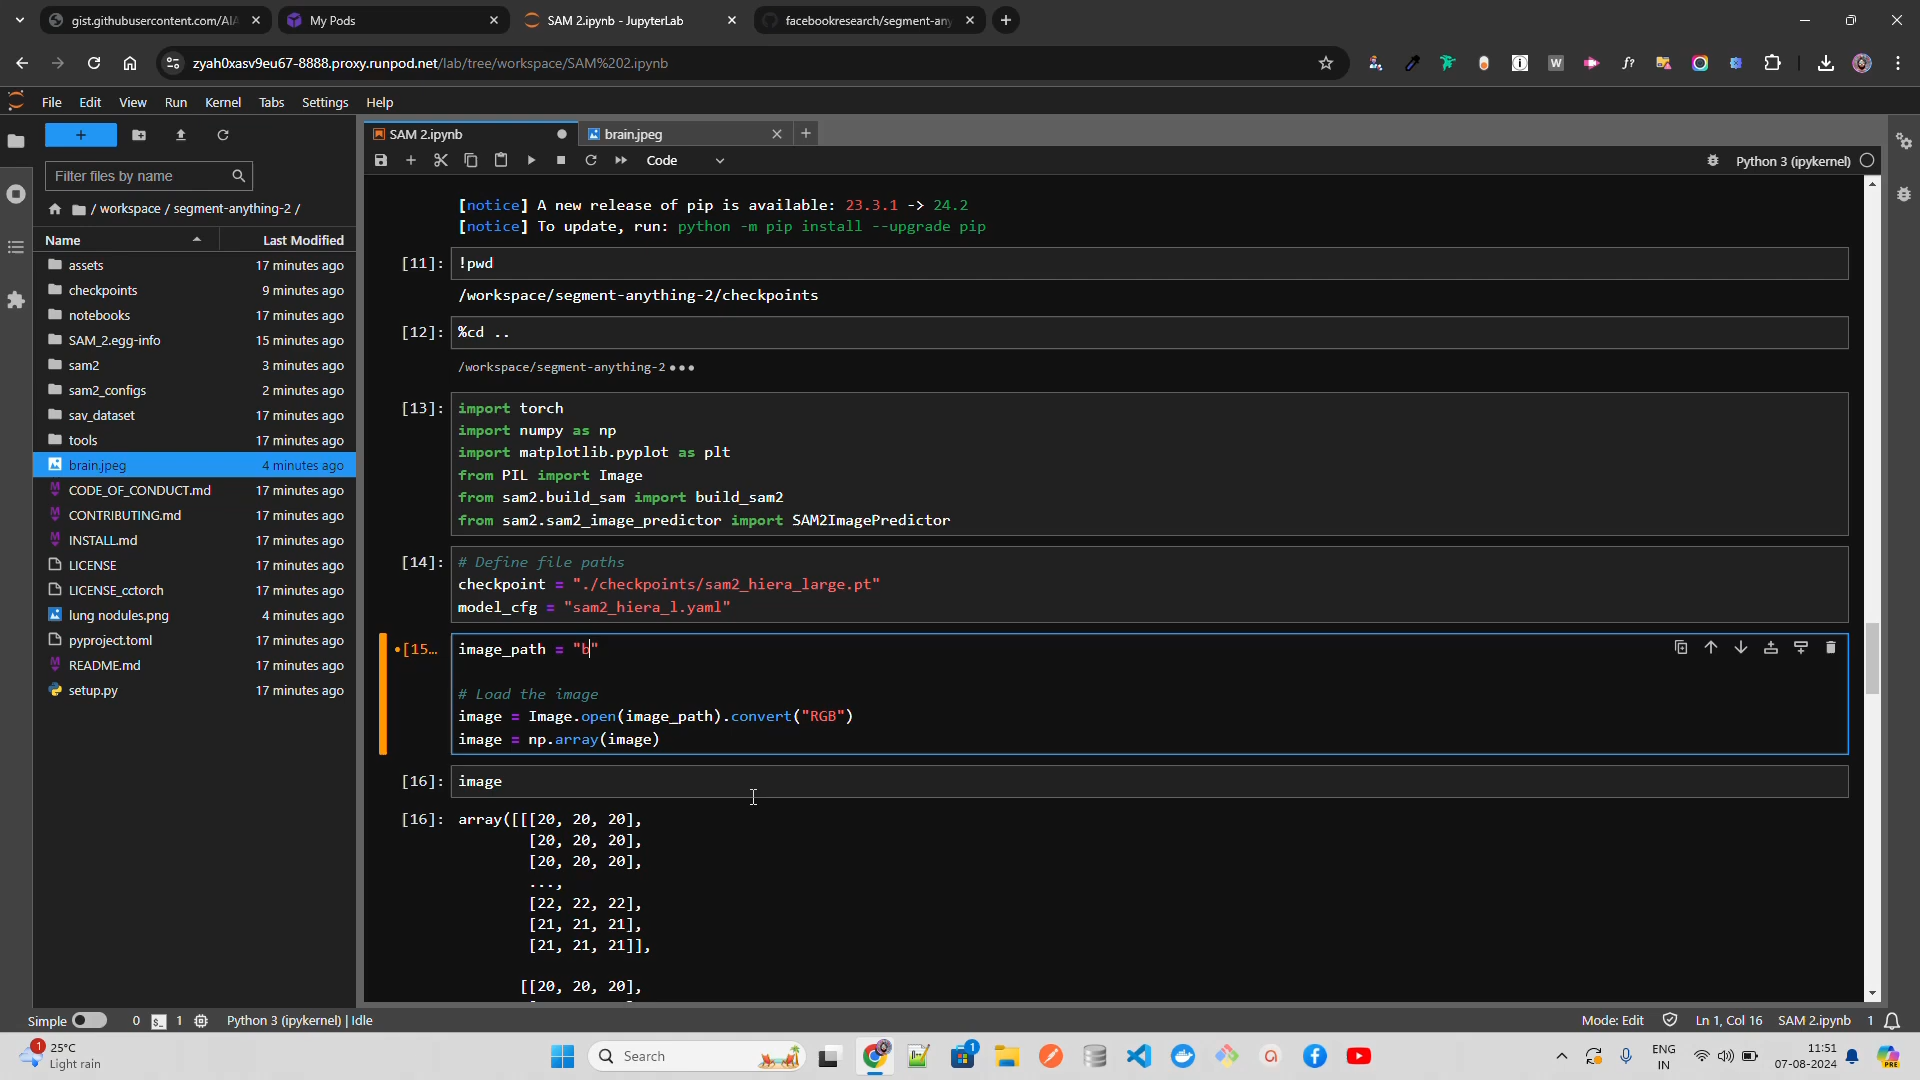 gist.githubusercontent.com/AIA
My Pods
SAM 2.ipynb - JupyterLab
facebookresearch/segment-any
zyah0xasv9eu67-8888.proxy.runpod.net/lab/tree/workspace/SAM%202.ipynb
File Edit View Run Kernel Tabs Settings Help
SAM 2.ipynb
brain.jpeg
Code
Python 3 (ipykernel)
Filter files by name
/ workspace / segment-anything-2 /
Name Last Modified
assets 17 minutes ago
checkpoints 9 minutes ago
notebooks 17 minutes ago
SAM_2.egg-info 15 minutes ago
sam2 3 minutes ago
sam2_configs 2 minutes ago
sav_dataset 17 minutes ago
tools 17 minutes ago
brain.jpeg 4 minutes ago
CODE_OF_CONDUCT.md 17 minutes ago
CONTRIBUTING.md 17 minutes ago
INSTALL.md 17 minutes ago
LICENSE 17 minutes ago
LICENSE_cctorch 17 minutes ago
lung nodules.png 4 minutes ago
pyproject.toml 17 minutes ago
README.md 17 minutes ago
setup.py 17 minutes ago
[notice] A new release of pip is available: 23.3.1 -> 24.2
[notice] To update, run: python -m pip install --upgrade pip
[11]: !pwd
/workspace/segment-anything-2/checkpoints
[12]: %cd ..
/workspace/segment-anything-2 •••
[13]: import torch
import numpy as np
import matplotlib.pyplot as plt
from PIL import Image
from sam2.build_sam import build_sam2
from sam2.sam2_image_predictor import SAM2ImagePredictor
[14]: # Define file paths
checkpoint = "./checkpoints/sam2_hiera_large.pt"
model_cfg = "sam2_hiera_l.yaml"
•[15… image_path = "b"
# Load the image
image = Image.open(image_path).convert("RGB")
image = np.array(image)
[16]: image
[16]: array([[[20, 20, 20],
[20, 20, 20],
[20, 20, 20],
...,
[22, 22, 22],
[21, 21, 21],
[21, 21, 21]],
[[20, 20, 20],
Simple 0 1 Python 3 (ipykernel) | Idle
Mode: Edit Ln 1, Col 16 SAM 2.ipynb 1
1
25°C
Light rain
Search
1
ENG
IN
11:51
07-08-2024
PRE